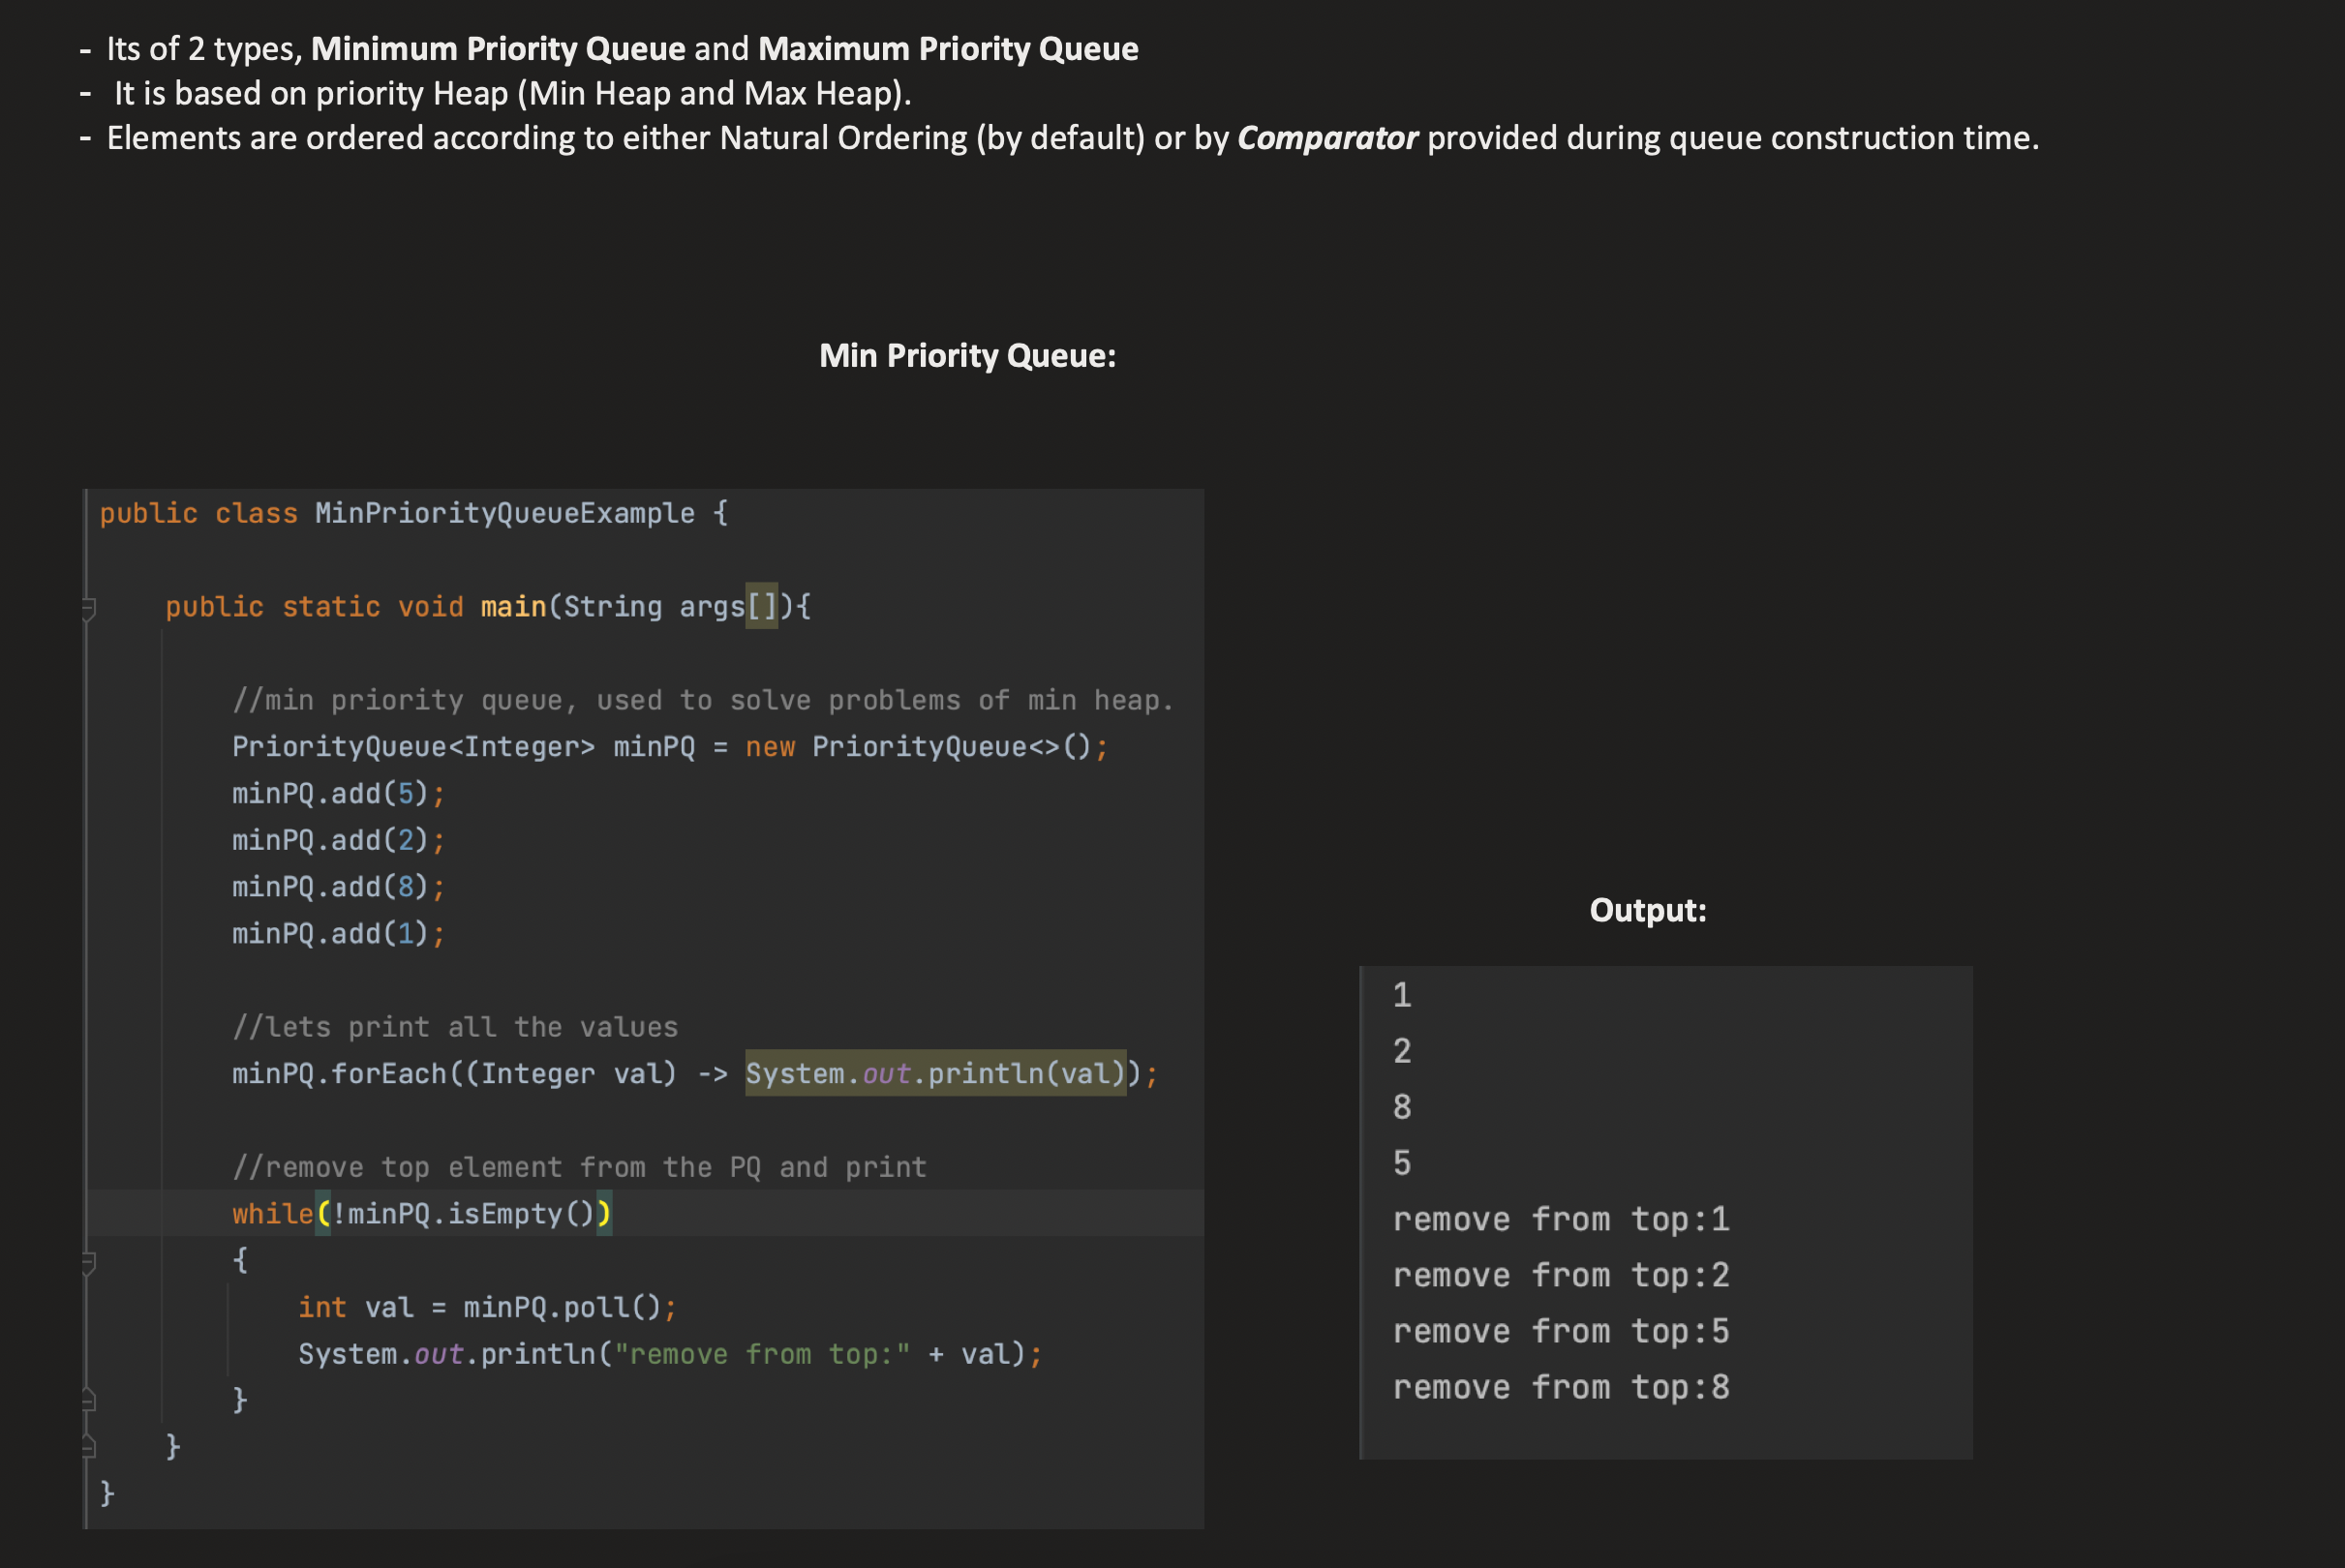 - Its of 2 types, Minimum Priority Queue and Maximum Priority Queue
- It is based on priority Heap (Min Heap and Max Heap).
- Elements are ordered according to either Natural Ordering (by default) or by Comparator provided during queue construction time.
Min Priority Queue:
public class MinPriorityQueueExample {
public static void main(String args[]){
//min priority queue, used to solve problems of min heap.
PriorityQueue<Integer> minPQ = new PriorityQueue<>();
minPQ.add(5);
minPQ.add(2);
minPQ.add(8);
minPQ.add(1);
//lets print all the values
minPQ.forEach((Integer val) -> System.out.println(val));
//remove top element from the PQ and print
while(!minPQ.isEmpty())
{
int val = minPQ.poll();
System.out.println("remove from top:" + val);
}
}
}
Output:
1
2
8
5
remove from top:1
remove from top:2
remove from top:5
remove from top:8